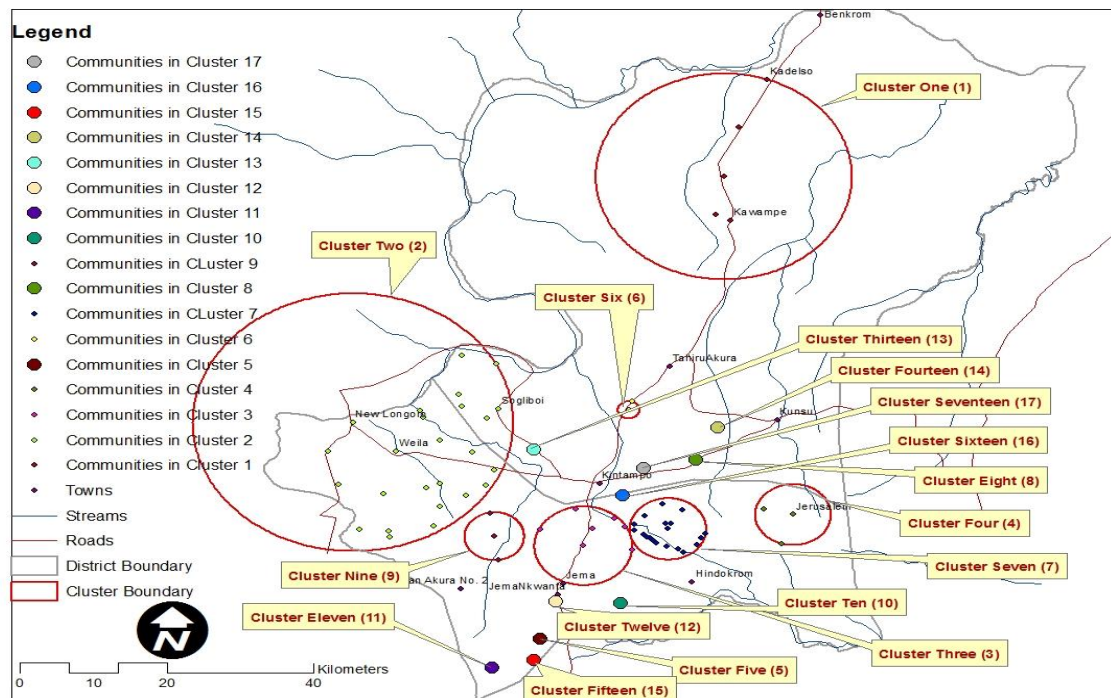 Legend
Communities in Cluster 17
Communities in Cluster 16
Communities in Cluster 15
Communities in Cluster 14
Communities in Cluster 13
Communities in Cluster 12
Communities in Cluster 11
Communities in Cluster 10
Communities in CLuster 9
Communities in Cluster 8
Communities in CLuster 7
Communities in Cluster 6
Communities in Cluster 5
Communities in Cluster 4
Communities in Cluster 3
Communities in Cluster 2
Communities in Cluster 1
Towns
Streams
Roads
District Boundary
Cluster Boundary
N
Kilometers
0 10 20 40
Benkrom
Kadelso
Cluster One (1)
Kawampe
Cluster Two (2)
Cluster Six (6)
Cluster Thirteen (13)
TahiruAkura
Cluster Fourteen (14)
Sogliboi
Cluster Seventeen (17)
New Longoro
Kunsu
Weila
Cluster Sixteen (16)
Kintampo
Cluster Eight (8)
Jerusalem
Cluster Four (4)
Cluster Seven (7)
Cluster Nine (9)
an Akura No. 2
JemaNkwanta
Jema
Hindokrom
Cluster Ten (10)
Cluster Eleven (11)
Cluster Twelve (12)
Cluster Three (3)
Cluster Five (5)
Cluster Fifteen (15)